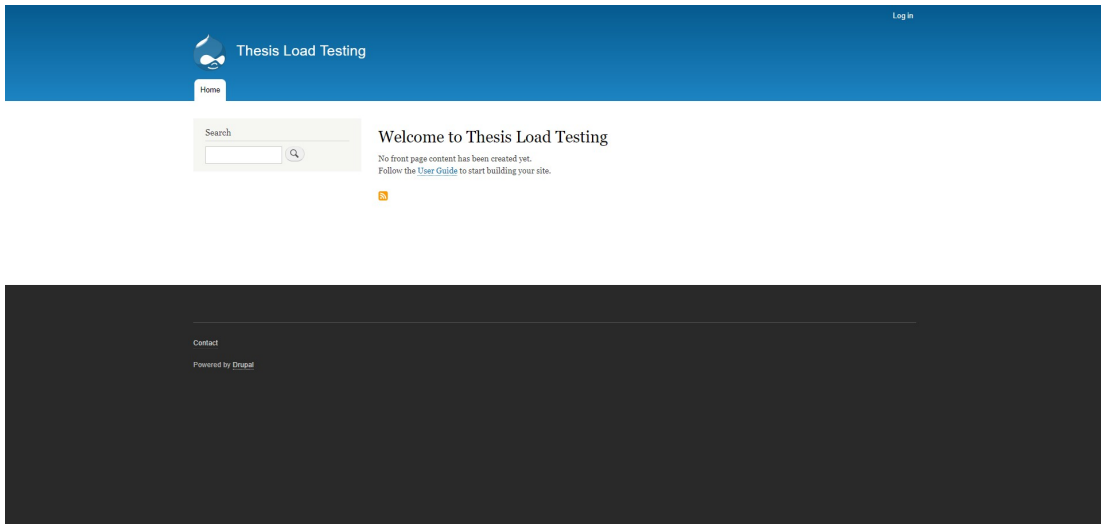 Log in
Thesis Load Testing
Home
Search
Welcome to Thesis Load Testing
No front page content has been created yet.
Follow the User Guide to start building your site.
Contact
Powered by Drupal